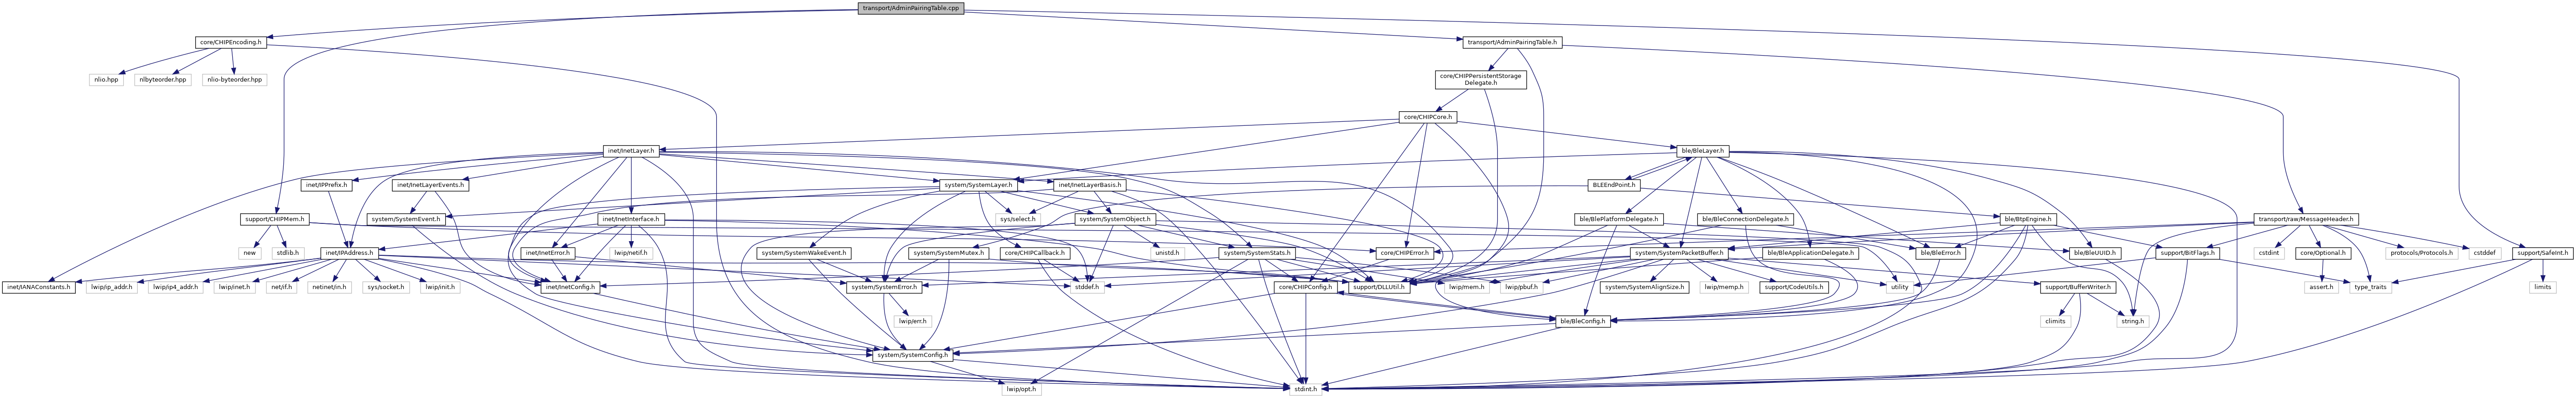 transport/AdminPairingTable.cpp
core/CHIPEncoding.h
transport/AdminPairingTable.h
nlio.hpp
nlbyteorder.hpp
nlio-byteorder.hpp
core/CHIPPersistentStorage
Delegate.h
core/CHIPCore.h
inet/InetLayer.h
ble/BleLayer.h
inet/IPPrefix.h
inet/InetLayerEvents.h
system/SystemLayer.h
inet/InetLayerBasis.h
BLEEndPoint.h
support/CHIPMem.h
system/SystemEvent.h
inet/InetInterface.h
sys/select.h
system/SystemObject.h
ble/BlePlatformDelegate.h
ble/BleConnectionDelegate.h
ble/BtpEngine.h
transport/raw/MessageHeader.h
new
stdlib.h
inet/IPAddress.h
inet/InetError.h
lwip/netif.h
system/SystemWakeEvent.h
system/SystemMutex.h
core/CHIPCallback.h
unistd.h
system/SystemStats.h
core/CHIPError.h
system/SystemPacketBuffer.h
ble/BleApplicationDelegate.h
ble/BleError.h
ble/BleUUID.h
support/BitFlags.h
cstdint
core/Optional.h
protocols/Protocols.h
cstddef
support/SafeInt.h
inet/IANAConstants.h
lwip/ip_addr.h
lwip/ip4_addr.h
lwip/inet.h
net/if.h
netinet/in.h
sys/socket.h
lwip/init.h
inet/InetConfig.h
system/SystemError.h
stddef.h
core/CHIPConfig.h
support/DLLUtil.h
lwip/mem.h
lwip/pbuf.h
system/SystemAlignSize.h
lwip/memp.h
support/CodeUtils.h
utility
support/BufferWriter.h
assert.h
type_traits
limits
lwip/err.h
ble/BleConfig.h
climits
string.h
system/SystemConfig.h
lwip/opt.h
stdint.h